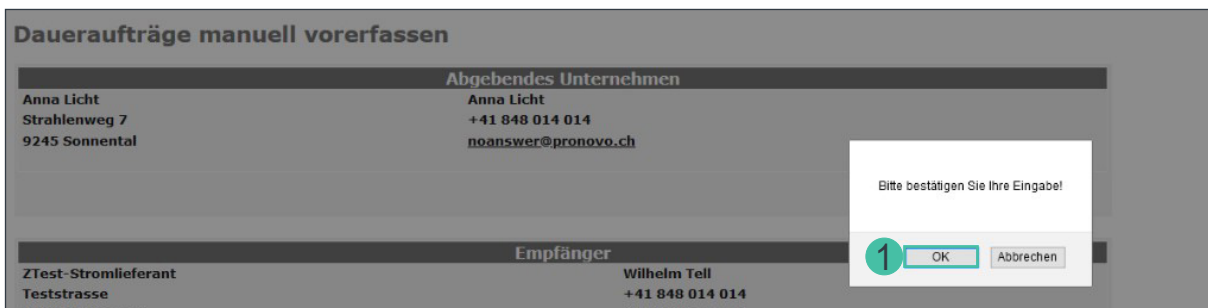 Daueraufträge manuell vorerfassen
Abgebendes Unternehmen
Anna Licht Anna Licht
Strahlenweg 7 +41 848 014 014
9245 Sonnental noanswer@pronovo.ch
Bitte bestätigen Sie Ihre Eingabe!
1 OK Abbrechen
Empfänger
ZTest-Stromlieferant Wilhelm Tell
Teststrasse +41 848 014 014